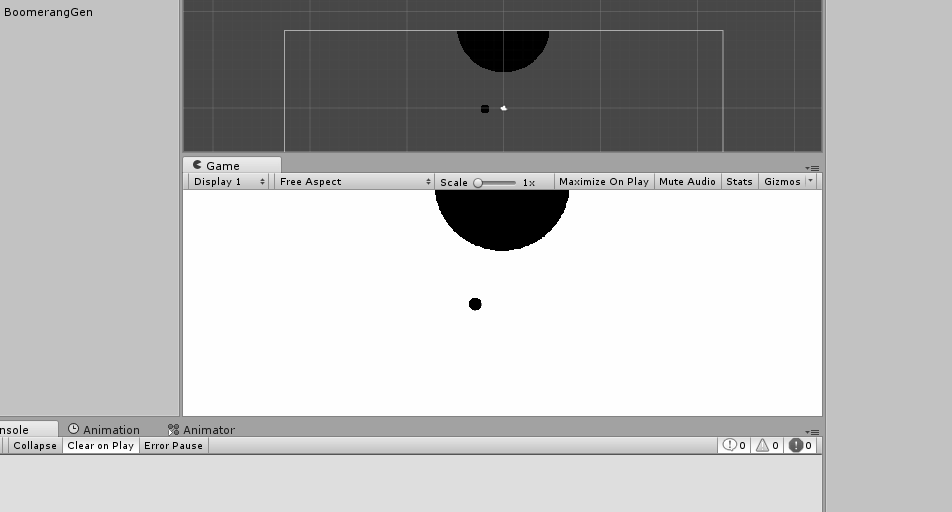 BoomerangGen
Game
Display 1 Free Aspect Scale 1x Maximize On Play Mute Audio Stats Gizmos
nsole Animation Animator
Collapse Clear on Play Error Pause 0 0 0